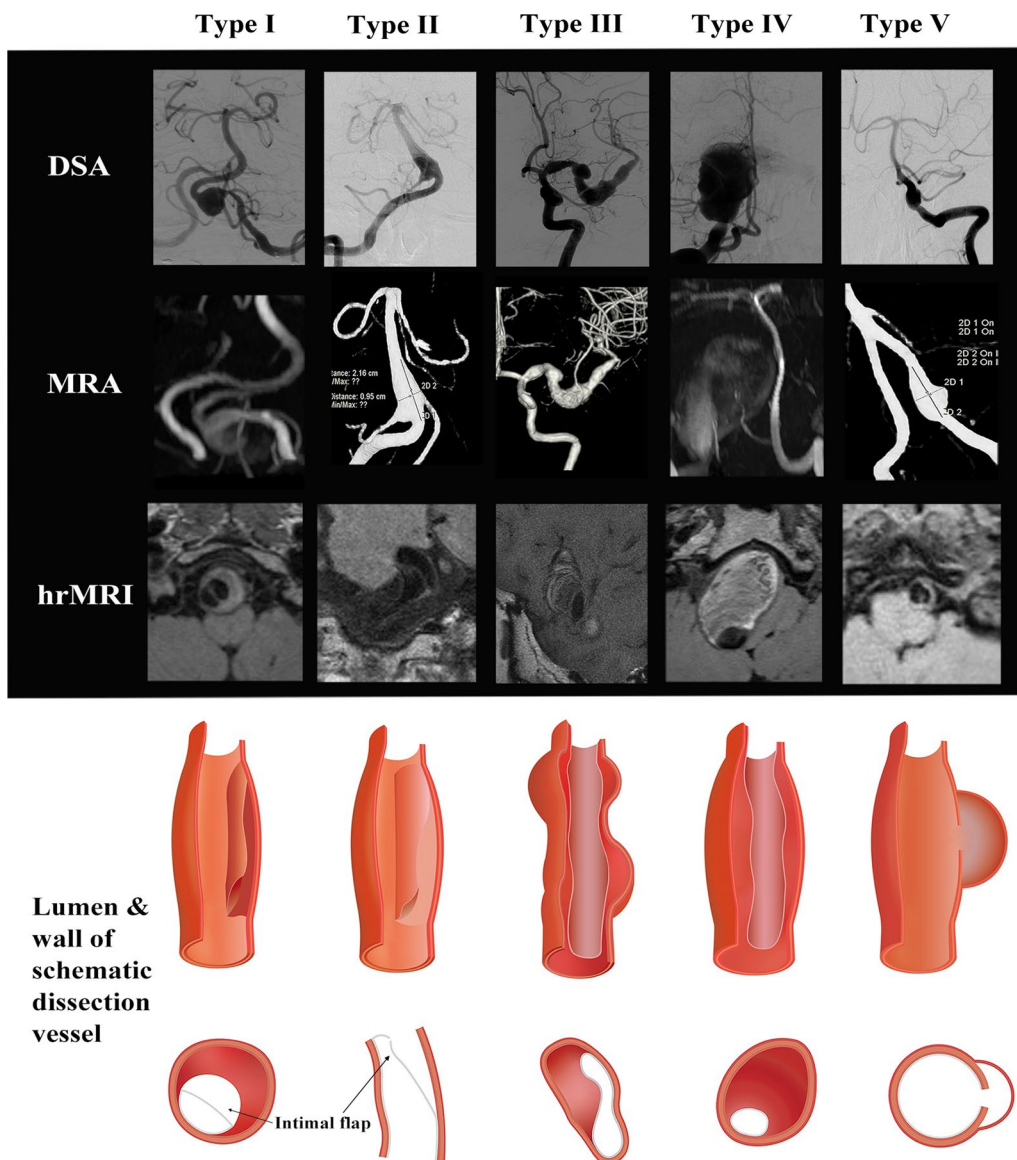 Type I
Type II
Type III
Type IV
Type V
DSA
MRA
tance: 2.16 cm
/Max: ??
2D 2
Distance: 0.95 cm
Min/Max: ??
2D 1
2D 1 On
2D 1 On
2D 2 On I
2D 2 On I
2D 1
2D 2
hrMRI
Lumen &
wall of
schematic
dissection
vessel
Intimal flap